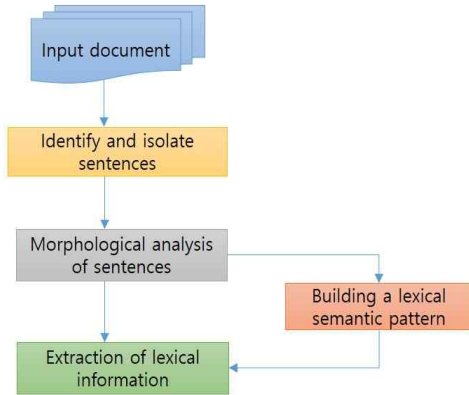 Input document
Identify and isolate
sentences
Morphological analysis
of sentences
Building a lexical
semantic pattern
Extraction of lexical
information